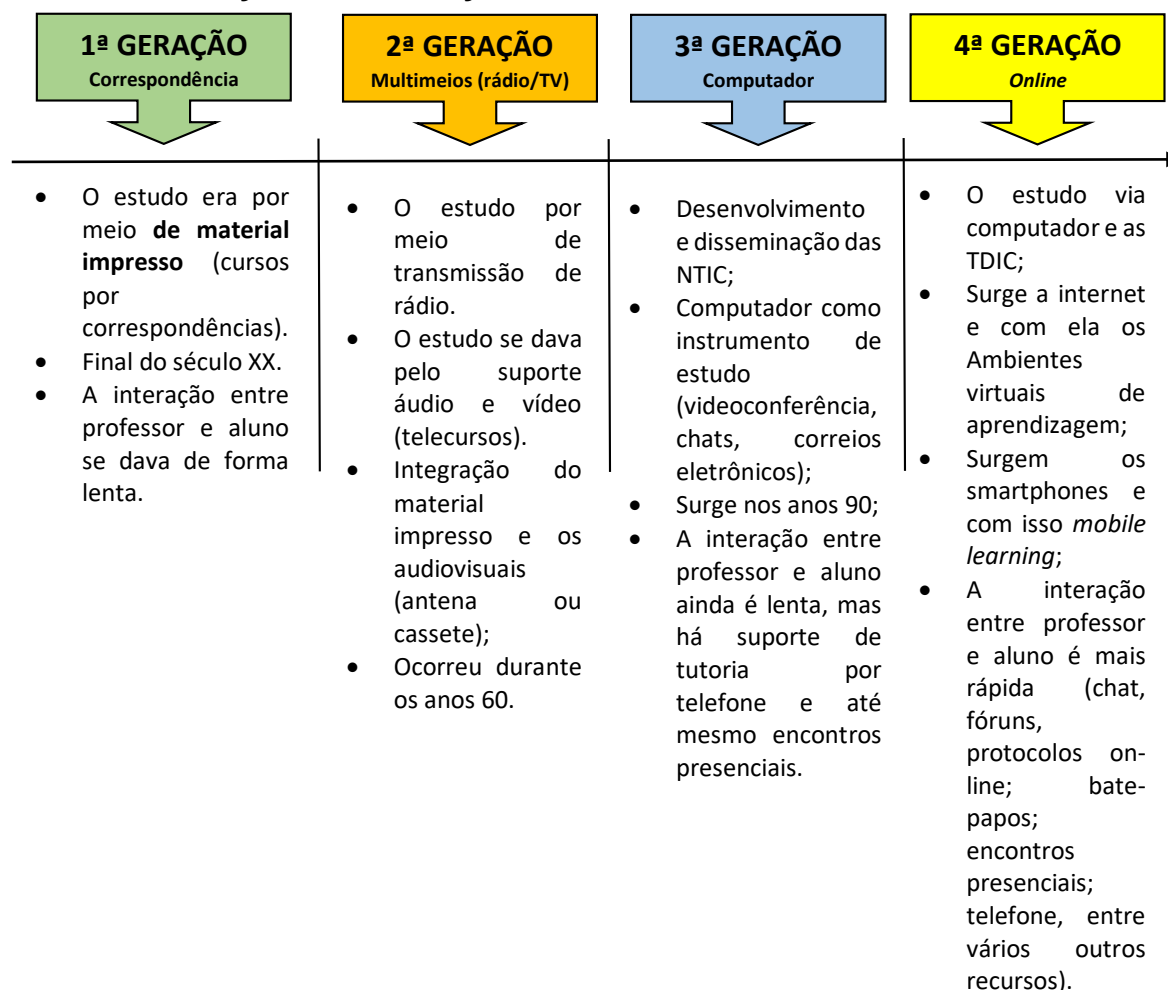 1ª GERAÇÃO
Correspondência
2ª GERAÇÃO
Multimeios (rádio/TV)
3ª GERAÇÃO
Computador
4ª GERAÇÃO
Online
• O estudo era por
meio de material
impresso (cursos
por
correspondências).
• Final do século XX.
• A interação entre
professor e aluno
se dava de forma
lenta.
• O estudo por
meio de
transmissão de
rádio.
• O estudo se dava
pelo suporte
áudio e vídeo
(telecursos).
• Integração do
material
impresso e os
audiovisuais
(antena ou
cassete);
• Ocorreu durante
os anos 60.
• Desenvolvimento
e disseminação das
NTIC;
• Computador como
instrumento de
estudo
(videoconferência,
chats, correios
eletrônicos);
• Surge nos anos 90;
• A interação entre
professor e aluno
ainda é lenta, mas
há suporte de
tutoria por
telefone e até
mesmo encontros
presenciais.
• O estudo via
computador e as
TDIC;
• Surge a internet
e com ela os
Ambientes
virtuais de
aprendizagem;
• Surgem os
smartphones e
com isso mobile
learning;
• A interação
entre professor
e aluno é mais
rápida (chat,
fóruns,
protocolos on-
line; bate-
papos;
encontros
presenciais;
telefone, entre
vários outros
recursos).